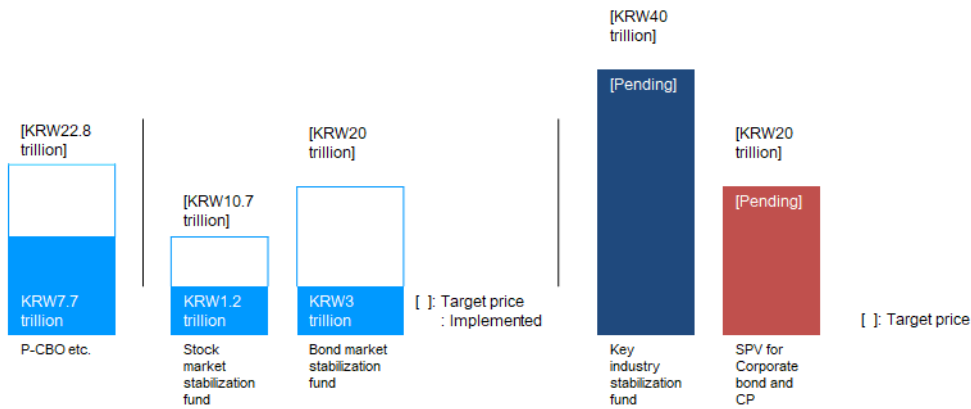 [KRW22.8
trillion]
KRW7.7
trillion
P-CBO etc.
[KRW10.7
trillion]
KRW1.2
trillion
Stock
market
stabilization
fund
[KRW20
trillion]
KRW3
trillion
Bond market
stabilization
fund
[ ]: Target price
: Implemented
[KRW40
trillion]
[Pending]
Key
industry
stabilization
fund
[KRW20
trillion]
[Pending]
SPV for
Corporate
bond and
CP
[ ]: Target price